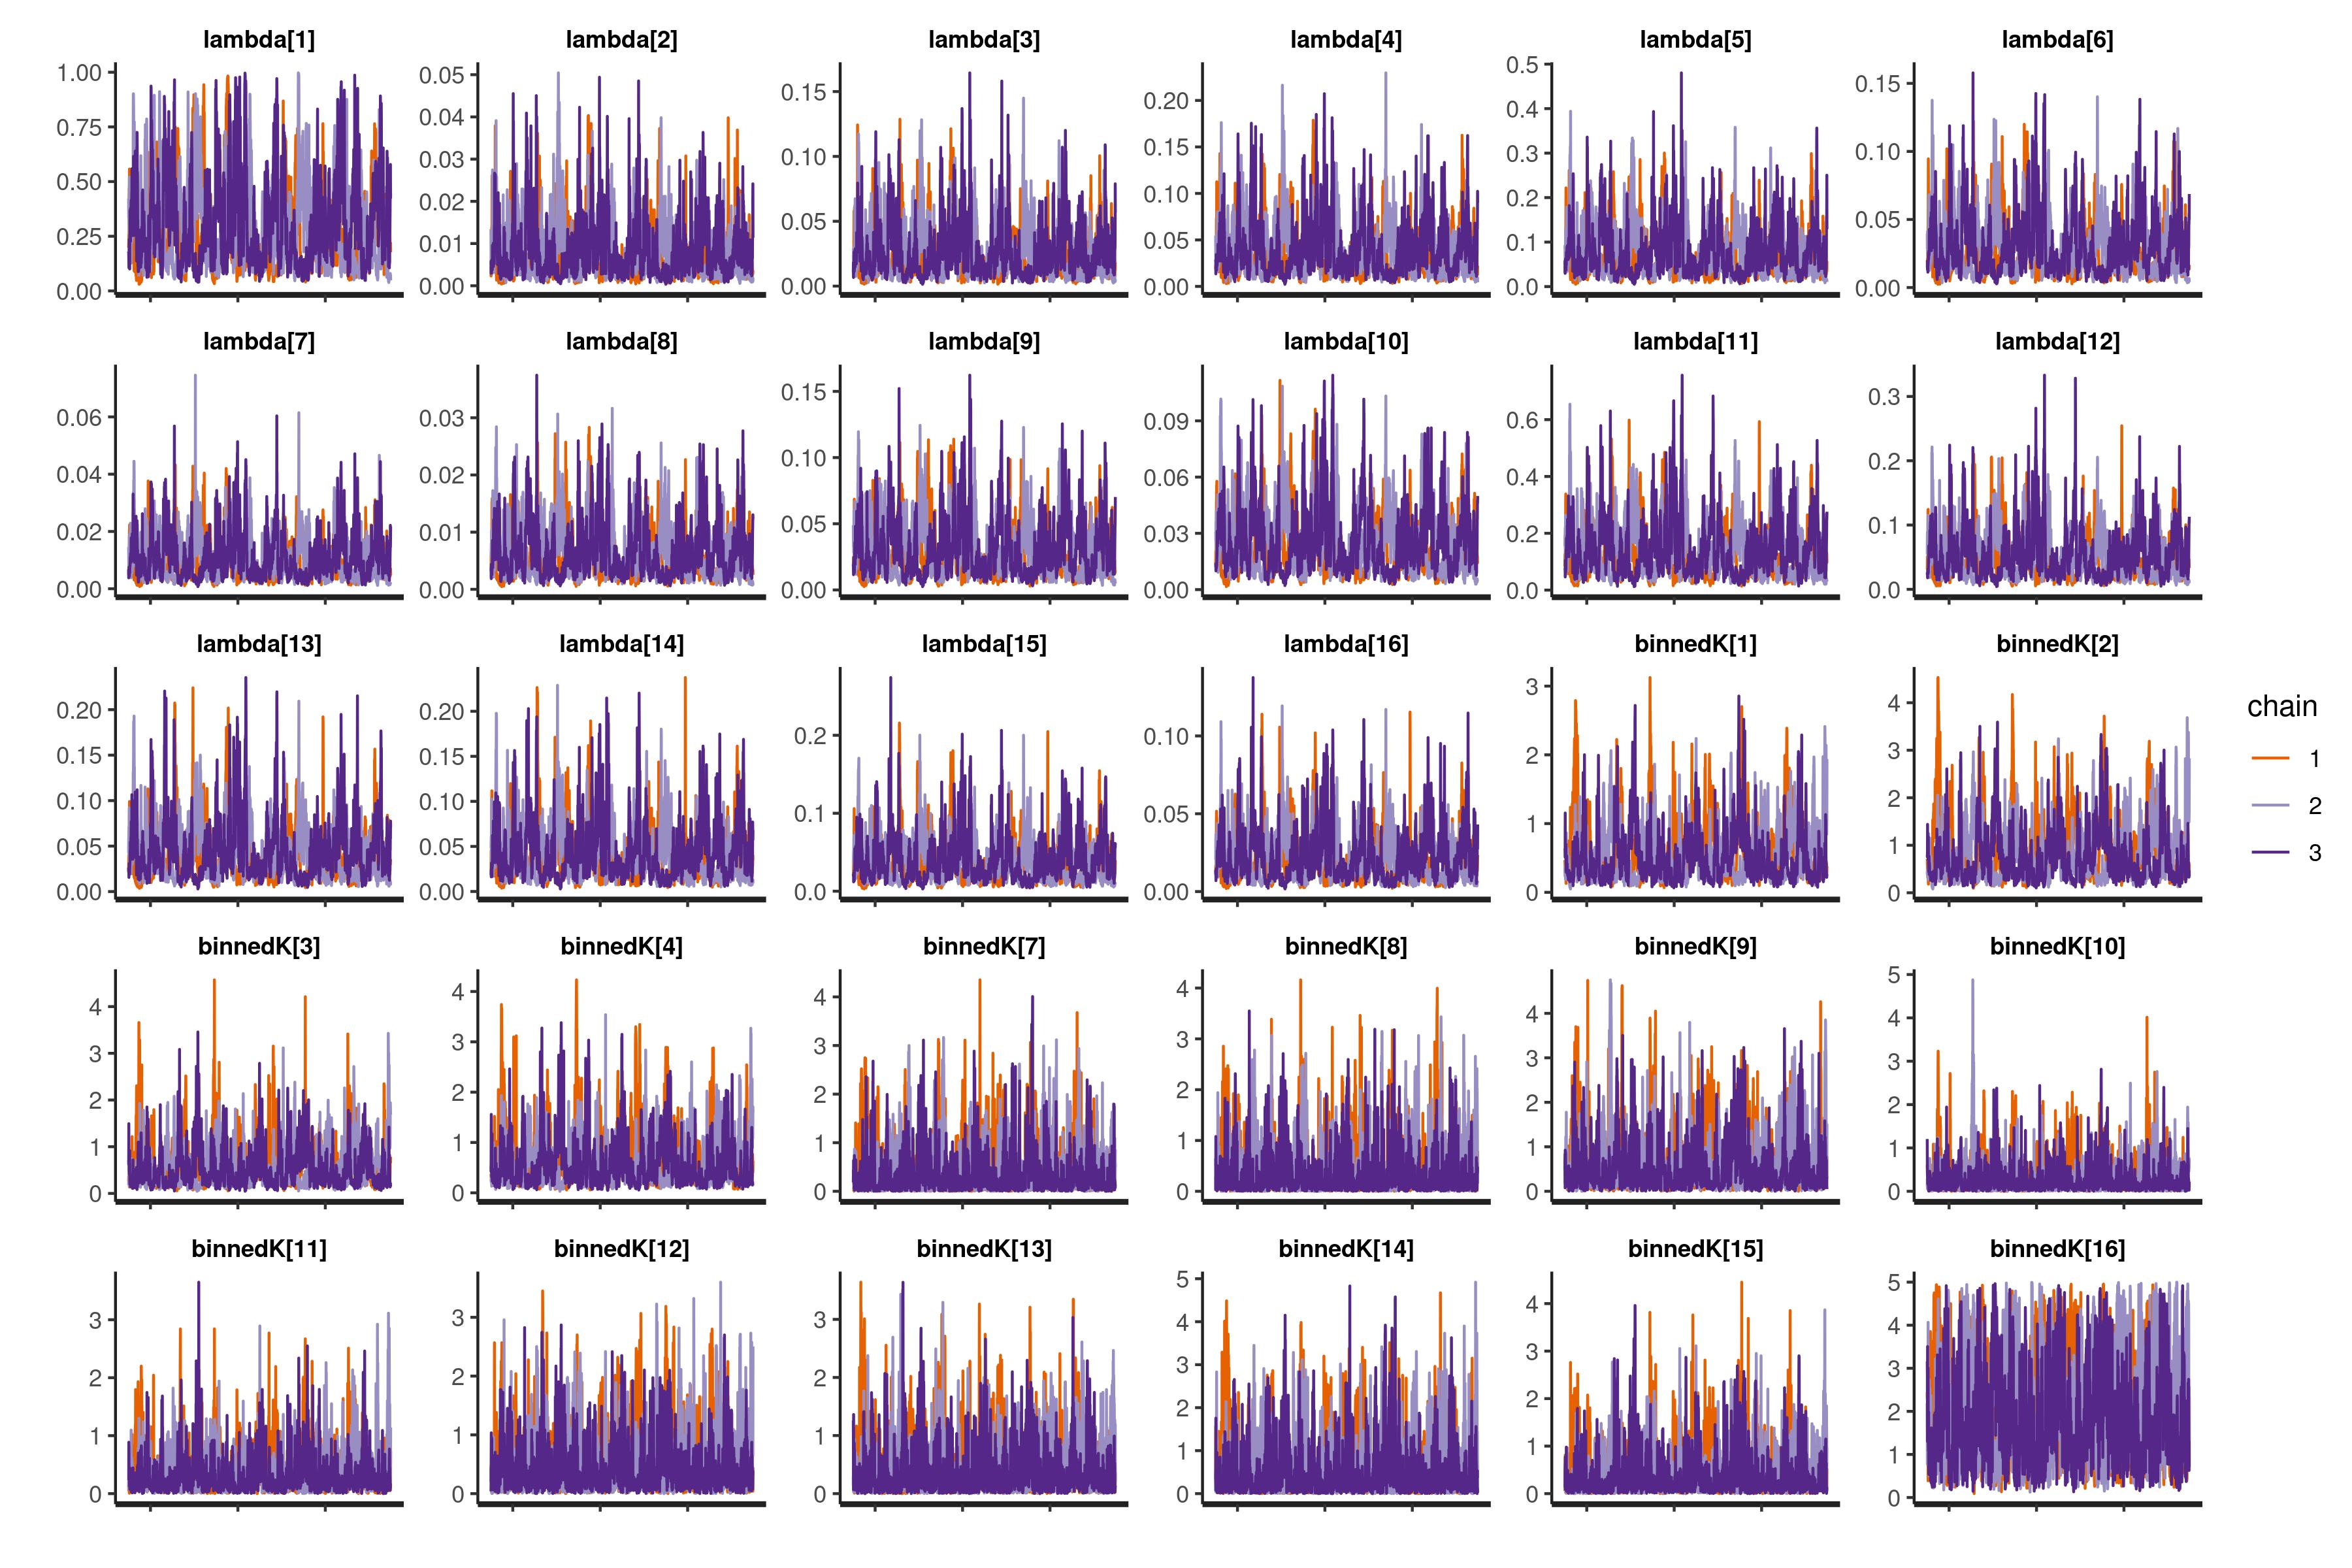 lambda[1] lambda[2] lambda[3] lambda[4] lambda[5] lambda[6]
1.00 0.75 0.50 0.25 0.00
0.05 0.04 0.03 0.02 0.01 0.00
0.15 0.10 0.05 0.00
0.20 0.15 0.10 0.05 0.00
0.5 0.4 0.3 0.2 0.1 0.0
0.15 0.10 0.05 0.00
lambda[7] lambda[8] lambda[9] lambda[10] lambda[11] lambda[12]
0.06 0.04 0.02 0.00
0.03 0.02 0.01 0.00
0.15 0.10 0.05 0.00
0.09 0.06 0.03 0.00
0.6 0.4 0.2 0.0
0.3 0.2 0.1 0.0
lambda[13] lambda[14] lambda[15] lambda[16] binnedK[1] binnedK[2]
0.20 0.15 0.10 0.05 0.00
0.20 0.15 0.10 0.05 0.00
0.2 0.1 0.0
0.10 0.05 0.00
3 2 1 0
4 3 2 1 0
binnedK[3] binnedK[4] binnedK[7] binnedK[8] binnedK[9] binnedK[10]
4 3 2 1 0
4 3 2 1 0
4 3 2 1 0
4 3 2 1 0
4 3 2 1 0
5 4 3 2 1 0
binnedK[11] binnedK[12] binnedK[13] binnedK[14] binnedK[15] binnedK[16]
3 2 1 0
3 2 1 0
3 2 1 0
5 4 3 2 1 0
4 3 2 1 0
5 4 3 2 1 0
chain
1
2
3